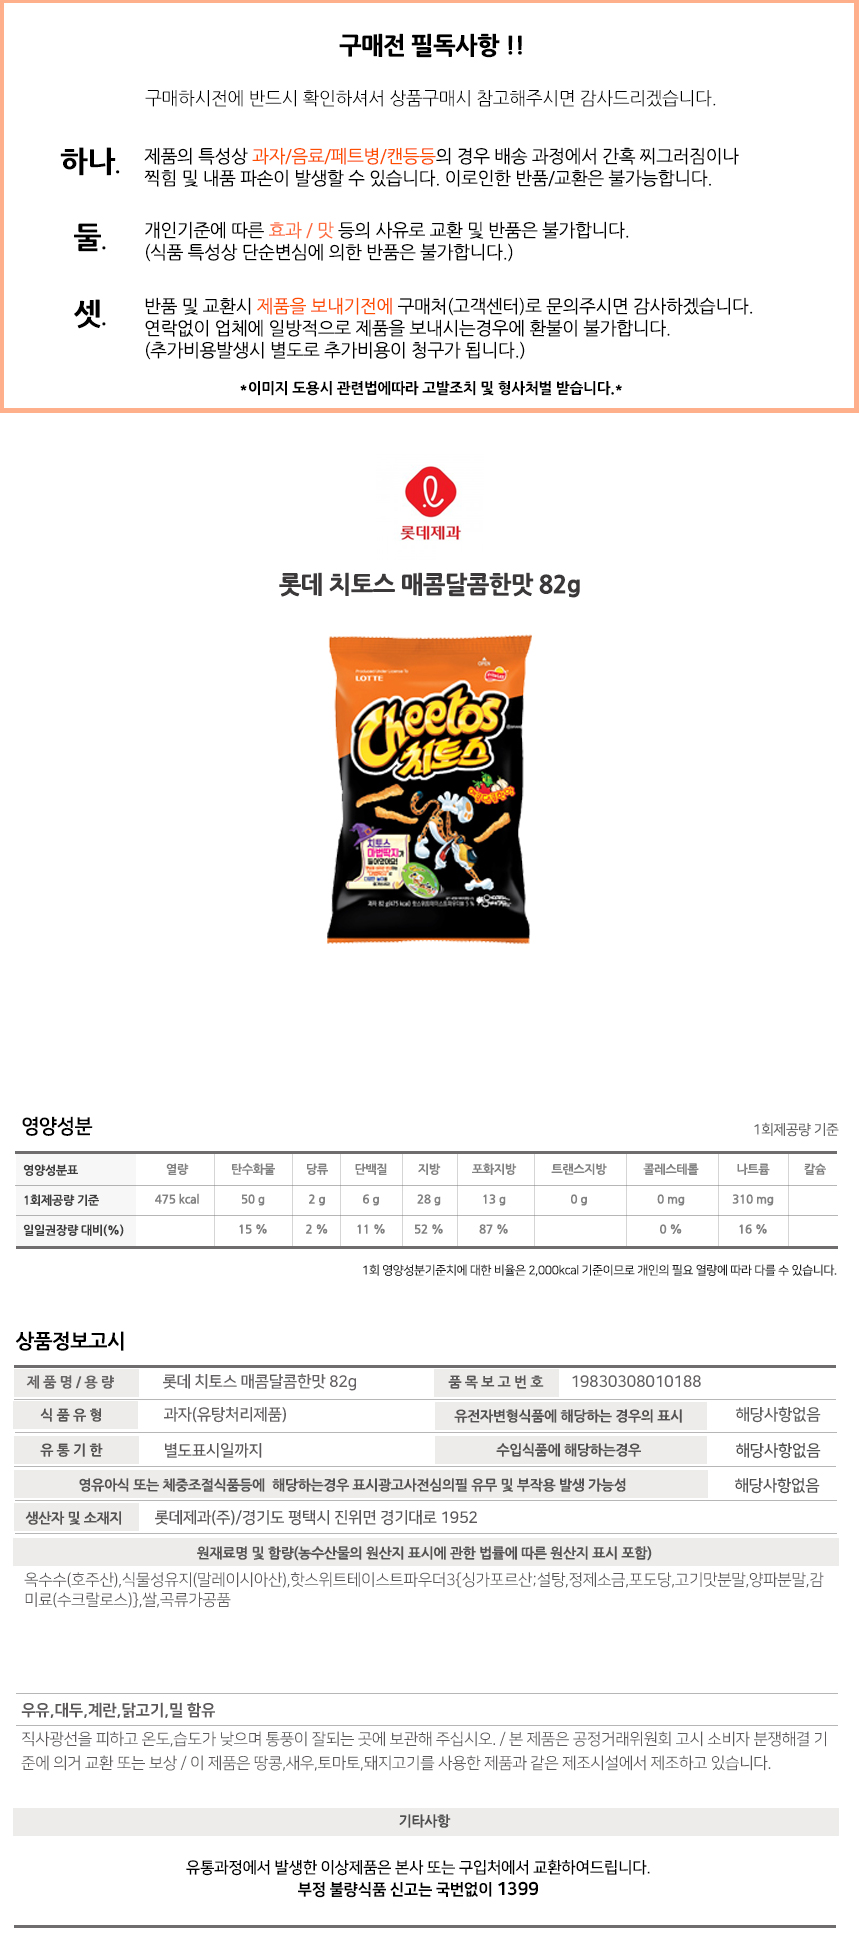 구매전 필독사항 !!
구매하시전에 반드시 확인하셔서 상품구매시 참고해주시면 감사드리겠습니다.
하나. 제품의 특성상 과자/음료/페트병/캔등등의 경우 배송 과정에서 간혹 찌그러짐이나
찍힘 및 내품 파손이 발생할 수 있습니다. 이로인한 반품/교환은 불가능합니다.
둘. 개인기준에 따른 효과 / 맛 등의 사유로 교환 및 반품은 불가합니다.
(식품 특성상 단순변심에 의한 반품은 불가합니다.)
셋. 반품 및 교환시 제품을 보내기전에 구매처(고객센터)로 문의주시면 감사하겠습니다.
연락없이 업체에 일방적으로 제품을 보내시는경우에 환불이 불가합니다.
(추가비용발생시 별도로 추가비용이 청구가 됩니다.)
*이미지 도용시 관련법에따라 고발조치 및 형사처벌 받습니다.*
롯데제과
롯데 치토스 매콤달콤한맛 82g
OPEN
Produced Under License To
LOTTE
Cheetos
치토스
매콤달콤한맛
치토스
마법딱지가
들어있어요!
과자 82 g(475 kcal)
영양성분
1회제공량 기준
영양성분표 열량 탄수화물 당류 단백질 지방 포화지방 트랜스지방 콜레스테롤 나트륨 칼슘
1회제공량 기준 475 kcal 50 g 2 g 6 g 28 g 13 g 0 g 0 mg 310 mg
일일권장량 대비(%) 15 % 2 % 11 % 52 % 87 % 0 % 16 %
1회 영양성분기준치에 대한 비율은 2,000kcal 기준이므로 개인의 필요 열량에 따라 다를 수 있습니다.
상품정보고시
제 품 명 / 용 량 롯데 치토스 매콤달콤한맛 82g 품 목 보 고 번 호 19830308010188
식 품 유 형 과자(유탕처리제품) 유전자변형식품에 해당하는 경우의 표시 해당사항없음
유 통 기 한 별도표시일까지 수입식품에 해당하는경우 해당사항없음
영유아식 또는 체중조절식품등에 해당하는경우 표시광고사전심의필 유무 및 부작용 발생 가능성 해당사항없음
생산자 및 소재지 롯데제과(주)/경기도 평택시 진위면 경기대로 1952
원재료명 및 함량(농수산물의 원산지 표시에 관한 법률에 따른 원산지 표시 포함)
옥수수(호주산),식물성유지(말레이시아산),핫스위트테이스트파우더3{싱가포르산;설탕,정제소금,포도당,고기맛분말,양파분말,감
미료(수크랄로스)},쌀,곡류가공품
우유,대두,계란,닭고기,밀 함유
직사광선을 피하고 온도,습도가 낮으며 통풍이 잘되는 곳에 보관해 주십시오. / 본 제품은 공정거래위원회 고시 소비자 분쟁해결 기
준에 의거 교환 또는 보상 / 이 제품은 땅콩,새우,토마토,돼지고기를 사용한 제품과 같은 제조시설에서 제조하고 있습니다.
기타사항
유통과정에서 발생한 이상제품은 본사 또는 구입처에서 교환하여드립니다.
부정 불량식품 신고는 국번없이 1399